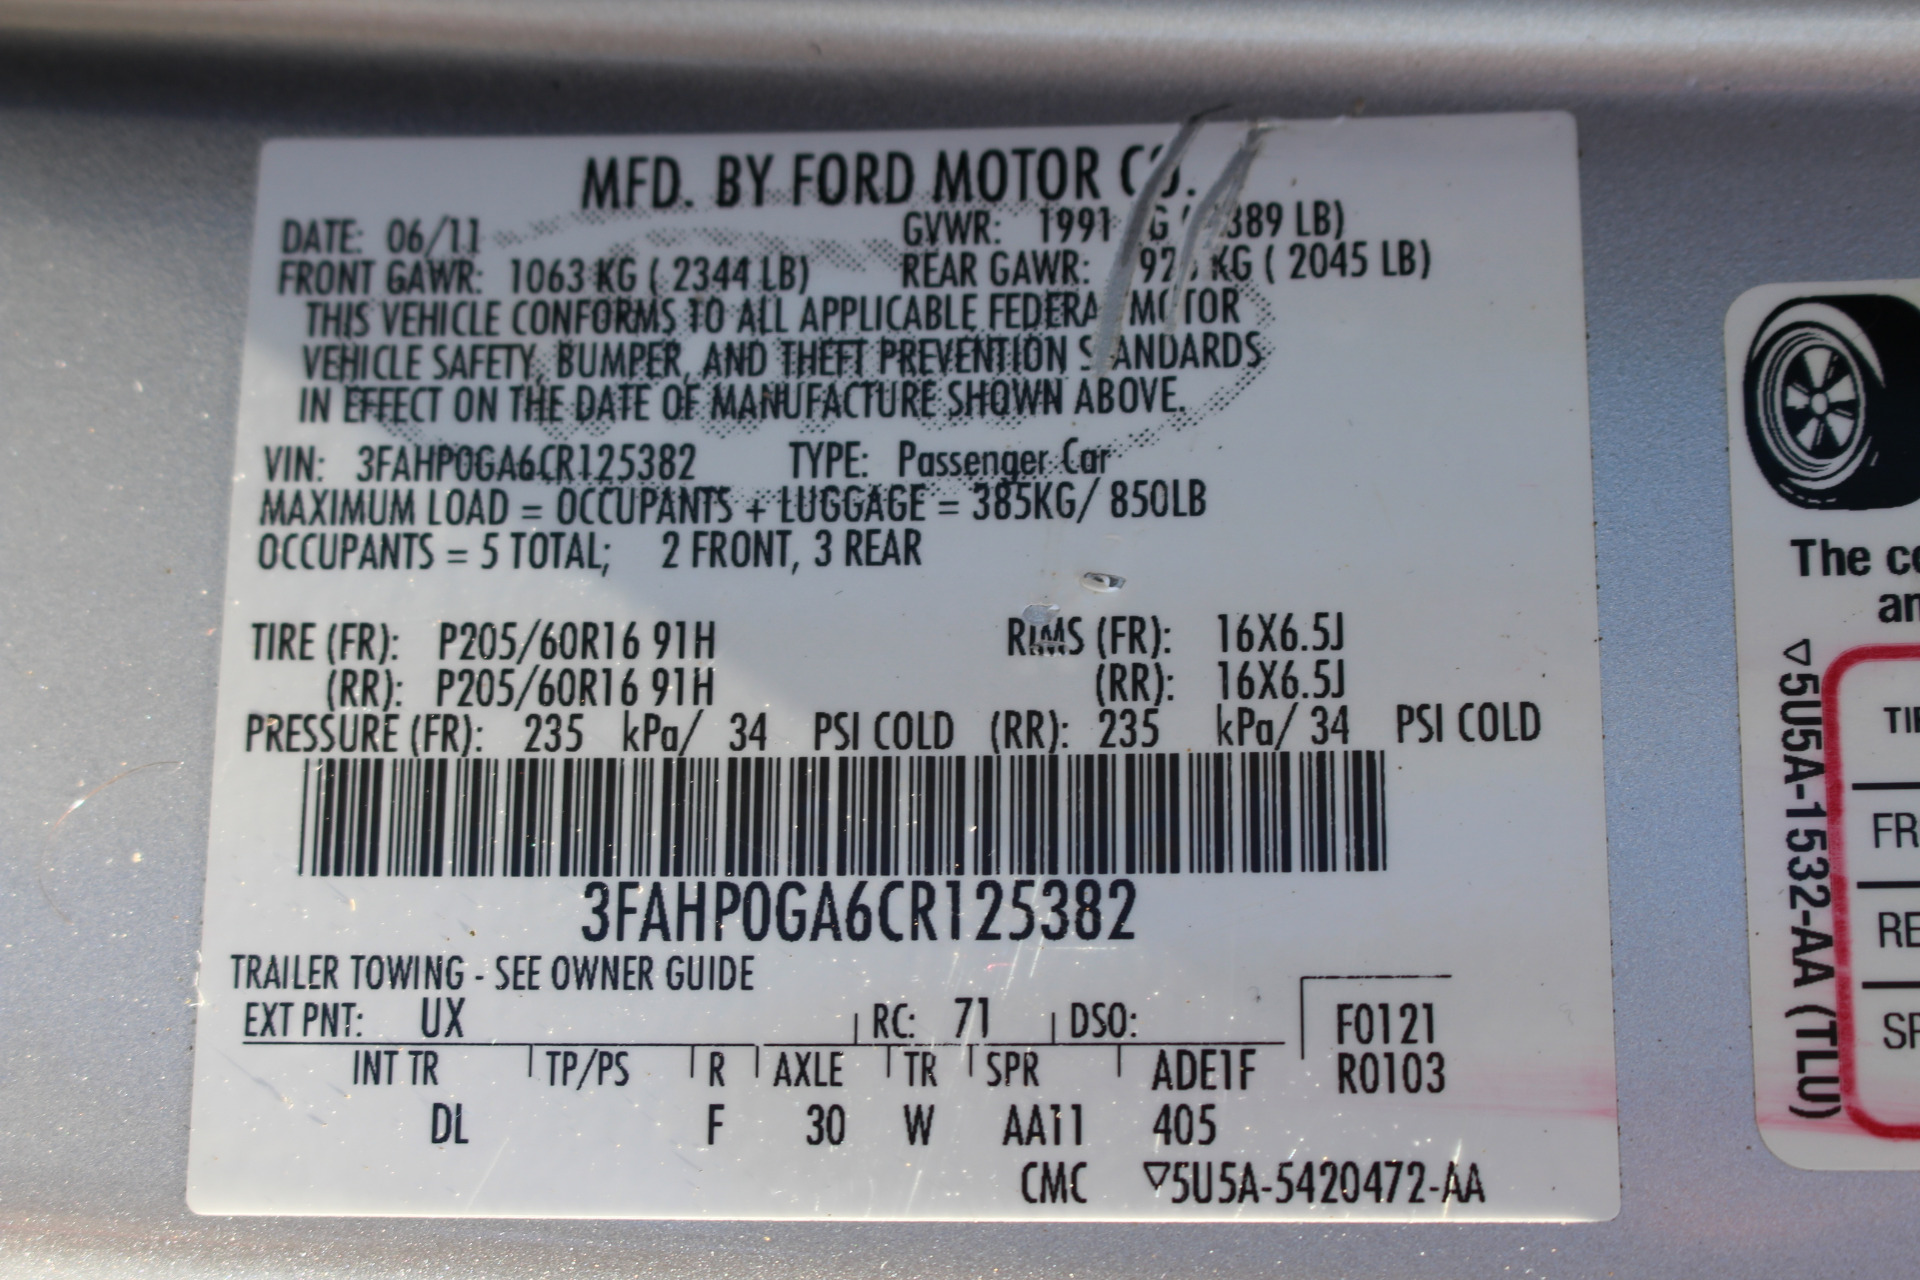 MFD. BY FORD MOTOR CO.
DATE: 06/11 GVWR: 1991
FRONT GAWR: 1063 KG ( 2344 LB) REAR GAWR: KG ( 2045 LB)
THIS VEHICLE CONFORMS TO ALL APPLICABLE FEDERAL MOTOR
VEHICLE SAFETY, BUMPER, AND THEFT PREVENTION STANDARDS
IN EFFECT ON THE DATE OF MANUFACTURE SHOWN ABOVE.
VIN: 3FAHP0GA6CR125382 TYPE: Passenger Car
MAXIMUM LOAD = OCCUPANTS + LUGGAGE = 385KG/ 850LB
OCCUPANTS = 5 TOTAL; 2 FRONT, 3 REAR
TIRE (FR): P205/60R16 91H RIMS (FR): 16X6.5J
(RR): P205/60R16 91H (RR): 16X6.5J
PRESSURE (FR): 235 kPa/ 34 PSI COLD (RR): 235 kPa/ 34 PSI COLD
3FAHP0GA6CR125382
TRAILER TOWING - SEE OWNER GUIDE
EXT PNT: UX RC: 71 DSO: F0121
INT TR TP/PS R AXLE TR SPR ADE1F R0103
DL F 30 W AA11 405
CMC ▽5U5A-5420472-AA
The
▽5U5A-1532-AA (TLU)
FR
RE